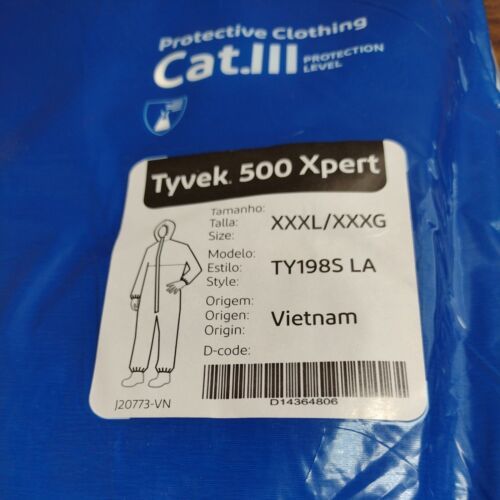 Protective Clothing
Cat.III PROTECTION
LEVEL
Tyvek. 500 Xpert
Tamanho:
Talla:
Size:
XXXL/XXXG
Modelo:
Estilo:
Style:
TY198S LA
Origem:
Origen:
Origin:
Vietnam
D-code:
D14364806
J20773-VN